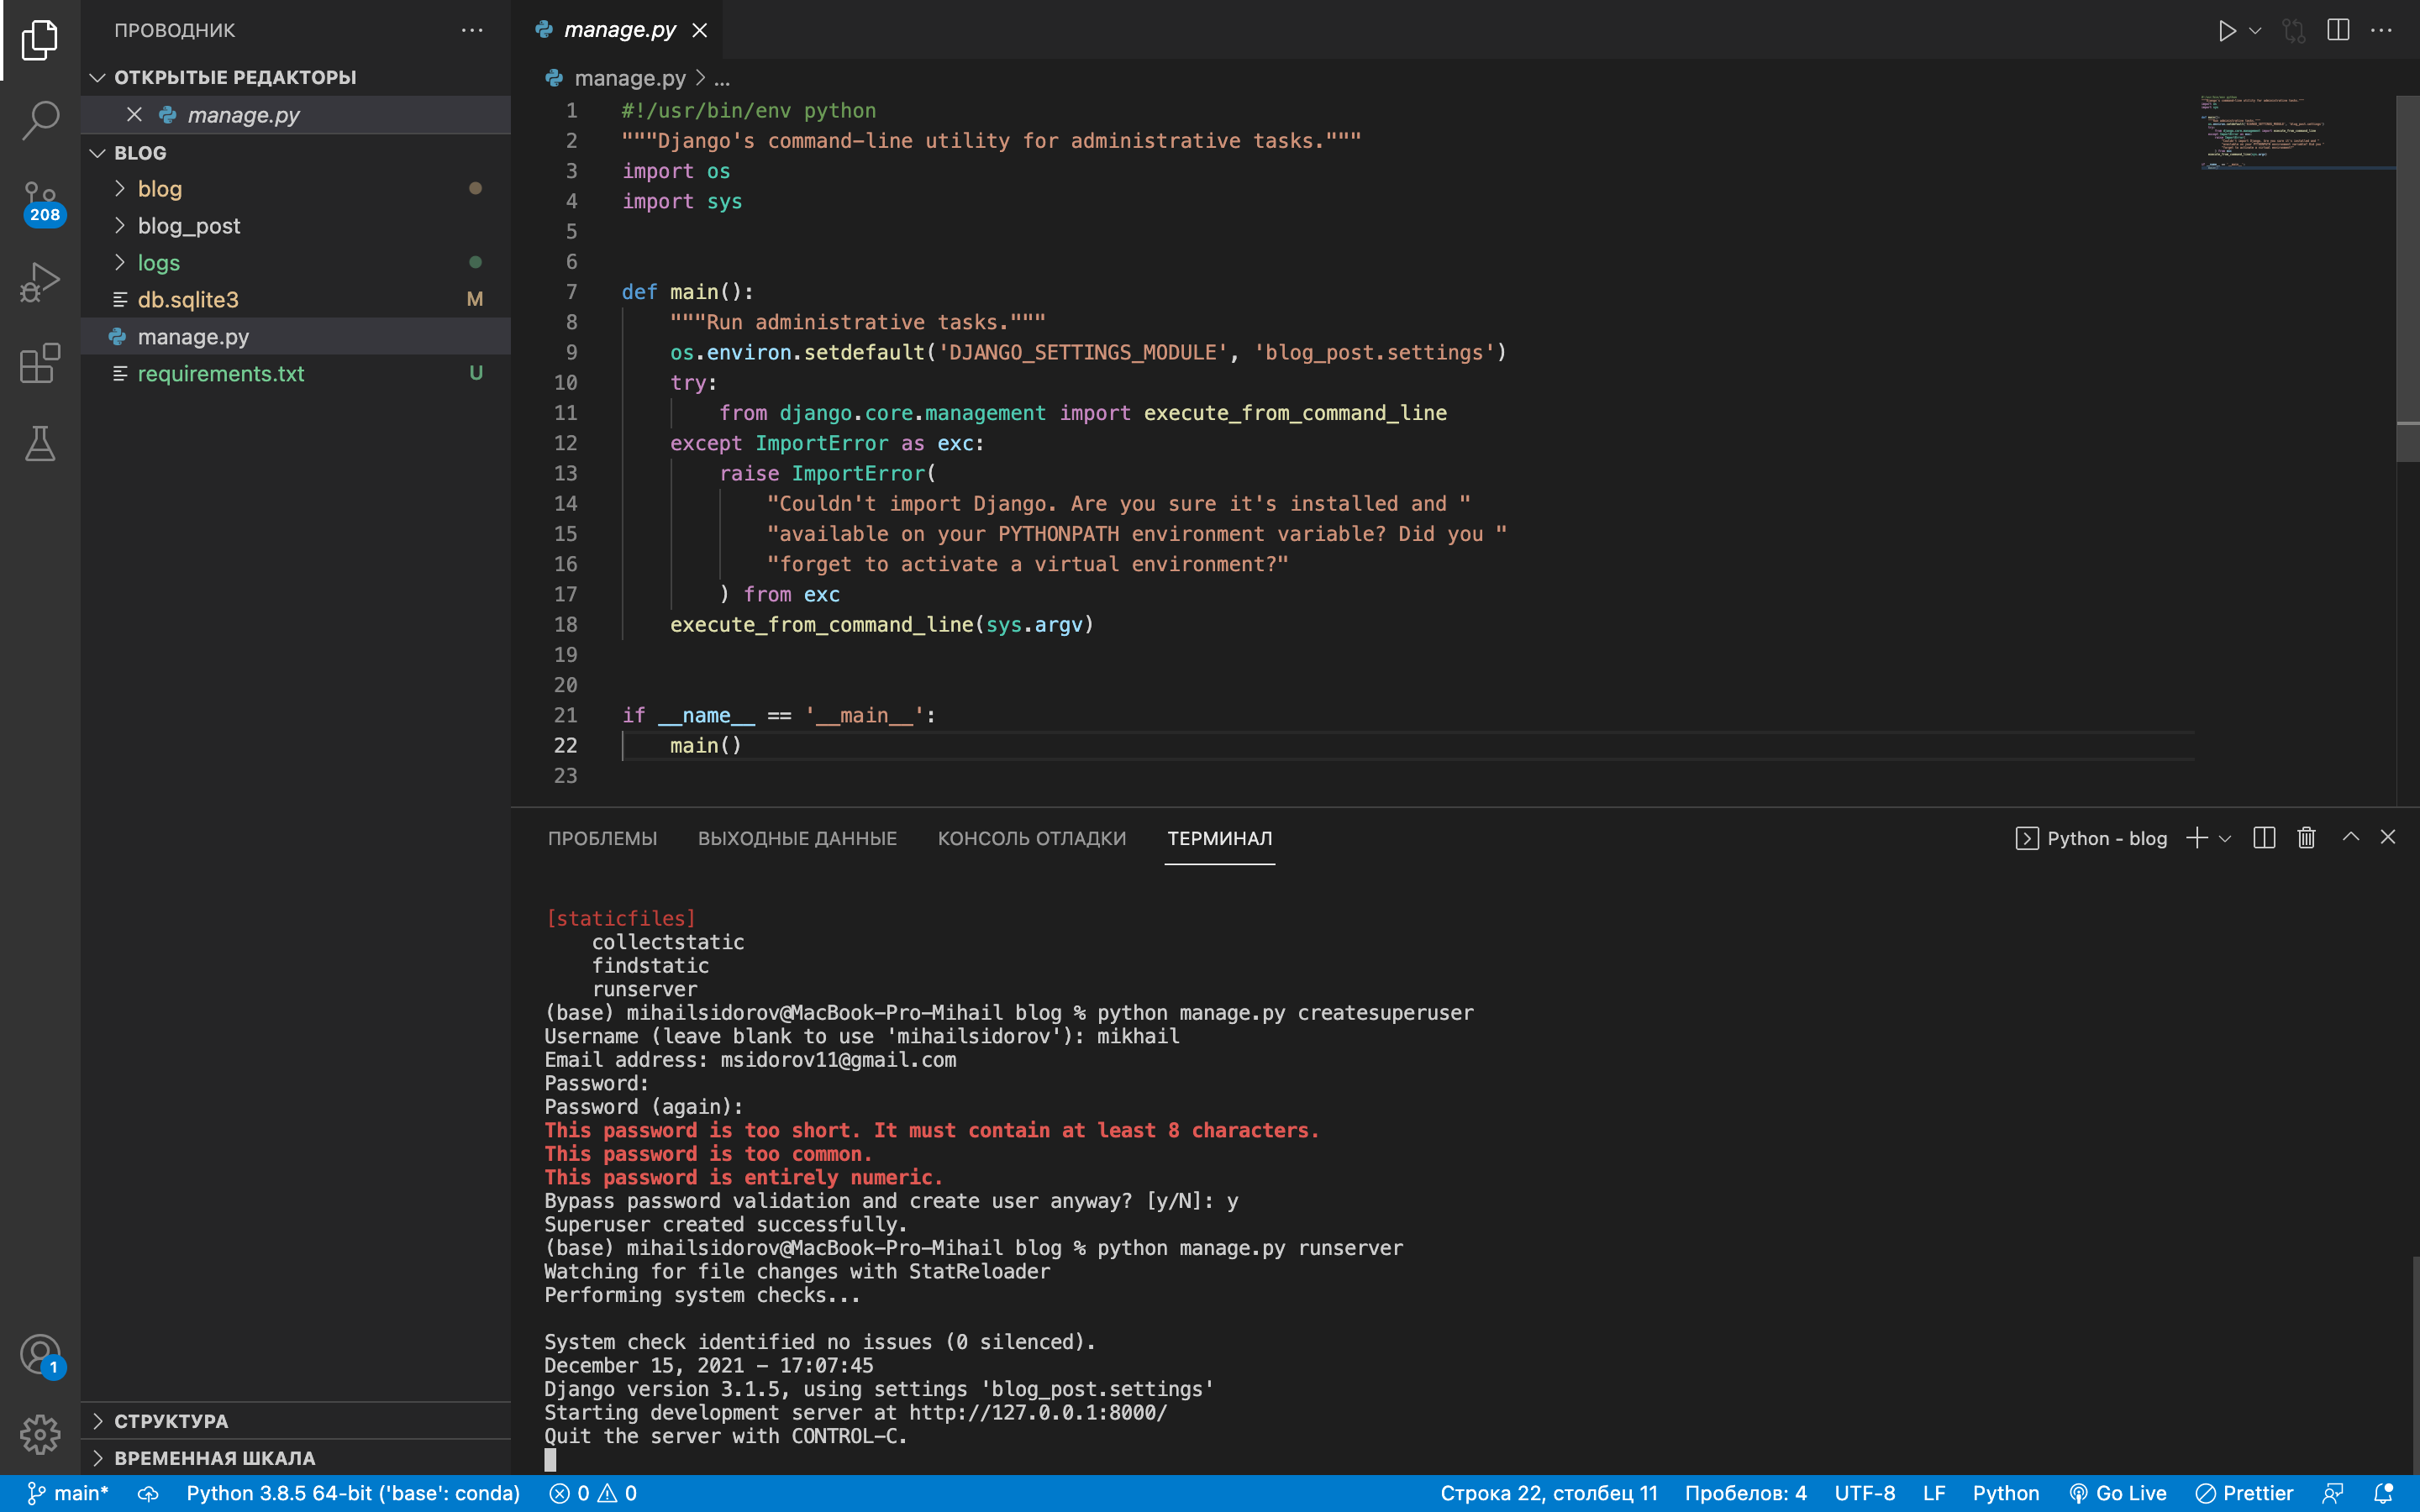 ПРОВОДНИК
ОТКРЫТЫЕ РЕДАКТОРЫ
manage.py
BLOG
blog
blog_post
logs
db.sqlite3 M
manage.py
requirements.txt U
208
1
СТРУКТУРА
ВРЕМЕННАЯ ШКАЛА
manage.py
manage.py > ...
1 #!/usr/bin/env python
2 """Django's command-line utility for administrative tasks."""
3 import os
4 import sys
5
6
7 def main():
8     """Run administrative tasks."""
9     os.environ.setdefault('DJANGO_SETTINGS_MODULE', 'blog_post.settings')
10     try:
11         from django.core.management import execute_from_command_line
12     except ImportError as exc:
13         raise ImportError(
14             "Couldn't import Django. Are you sure it's installed and "
15             "available on your PYTHONPATH environment variable? Did you "
16             "forget to activate a virtual environment?"
17         ) from exc
18     execute_from_command_line(sys.argv)
19
20
21 if __name__ == '__main__':
22     main()
23
ПРОБЛЕМЫ ВЫХОДНЫЕ ДАННЫЕ КОНСОЛЬ ОТЛАДКИ ТЕРМИНАЛ Python - blog
[staticfiles]
    collectstatic
    findstatic
    runserver
(base) mihailsidorov@MacBook-Pro-Mihail blog % python manage.py createsuperuser
Username (leave blank to use 'mihailsidorov'): mikhail
Email address: msidorov11@gmail.com
Password:
Password (again):
This password is too short. It must contain at least 8 characters.
This password is too common.
This password is entirely numeric.
Bypass password validation and create user anyway? [y/N]: y
Superuser created successfully.
(base) mihailsidorov@MacBook-Pro-Mihail blog % python manage.py runserver
Watching for file changes with StatReloader
Performing system checks...
System check identified no issues (0 silenced).
December 15, 2021 - 17:07:45
Django version 3.1.5, using settings 'blog_post.settings'
Starting development server at http://127.0.0.1:8000/
Quit the server with CONTROL-C.
main* Python 3.8.5 64-bit ('base': conda) 0 0 Строка 22, столбец 11 Пробелов: 4 UTF-8 LF Python Go Live Prettier